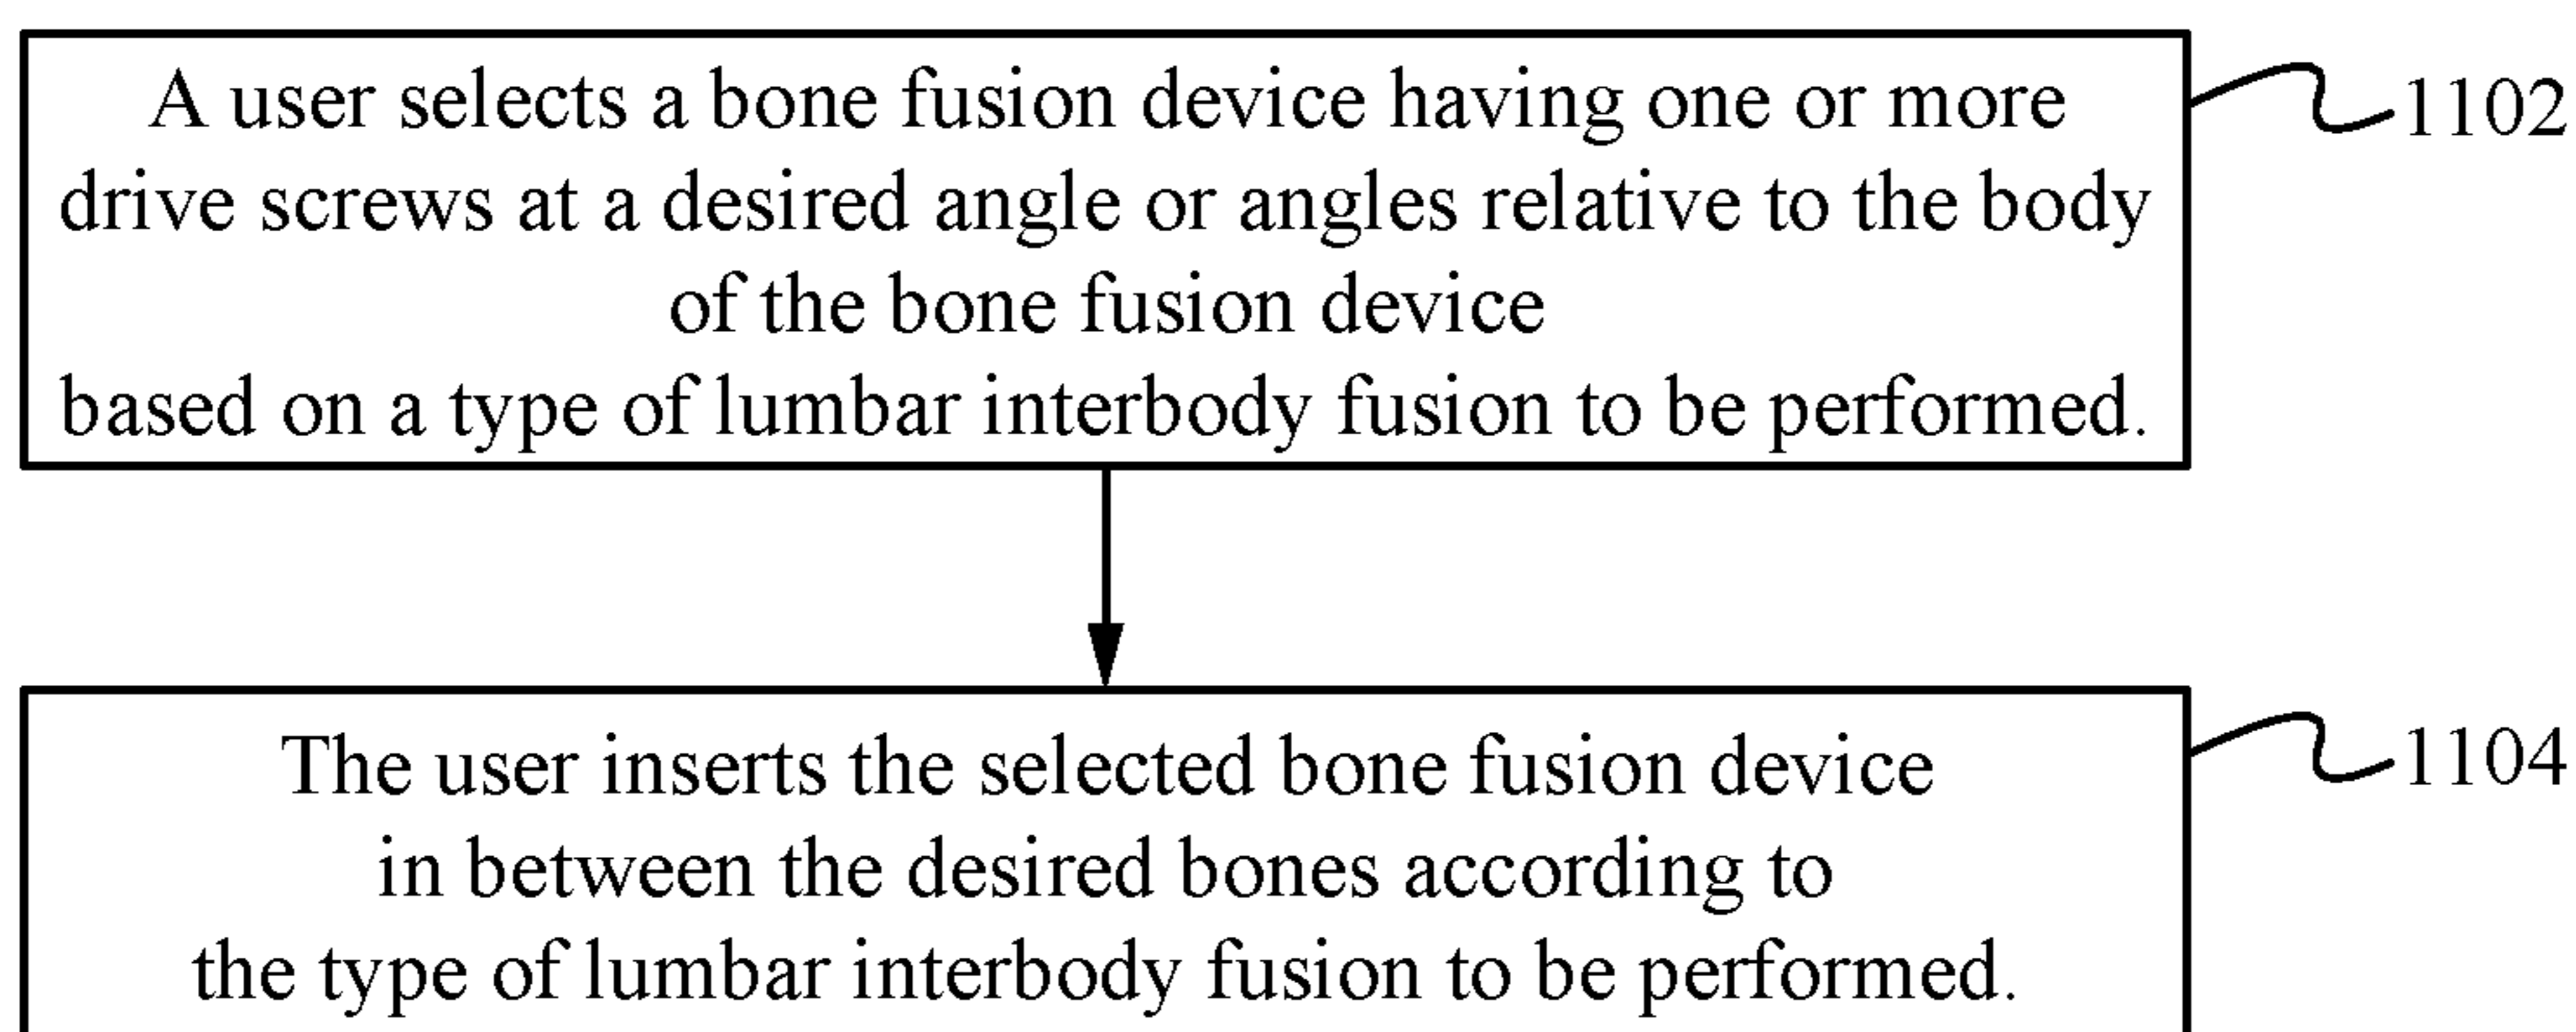 A user selects a bone fusion device having one or more
drive screws at a desired angle or angles relative to the body
of the bone fusion device
based on a type of lumbar interbody fusion to be performed.
1102
The user inserts the selected bone fusion device
in between the desired bones according to
the type of lumbar interbody fusion to be performed.
1104